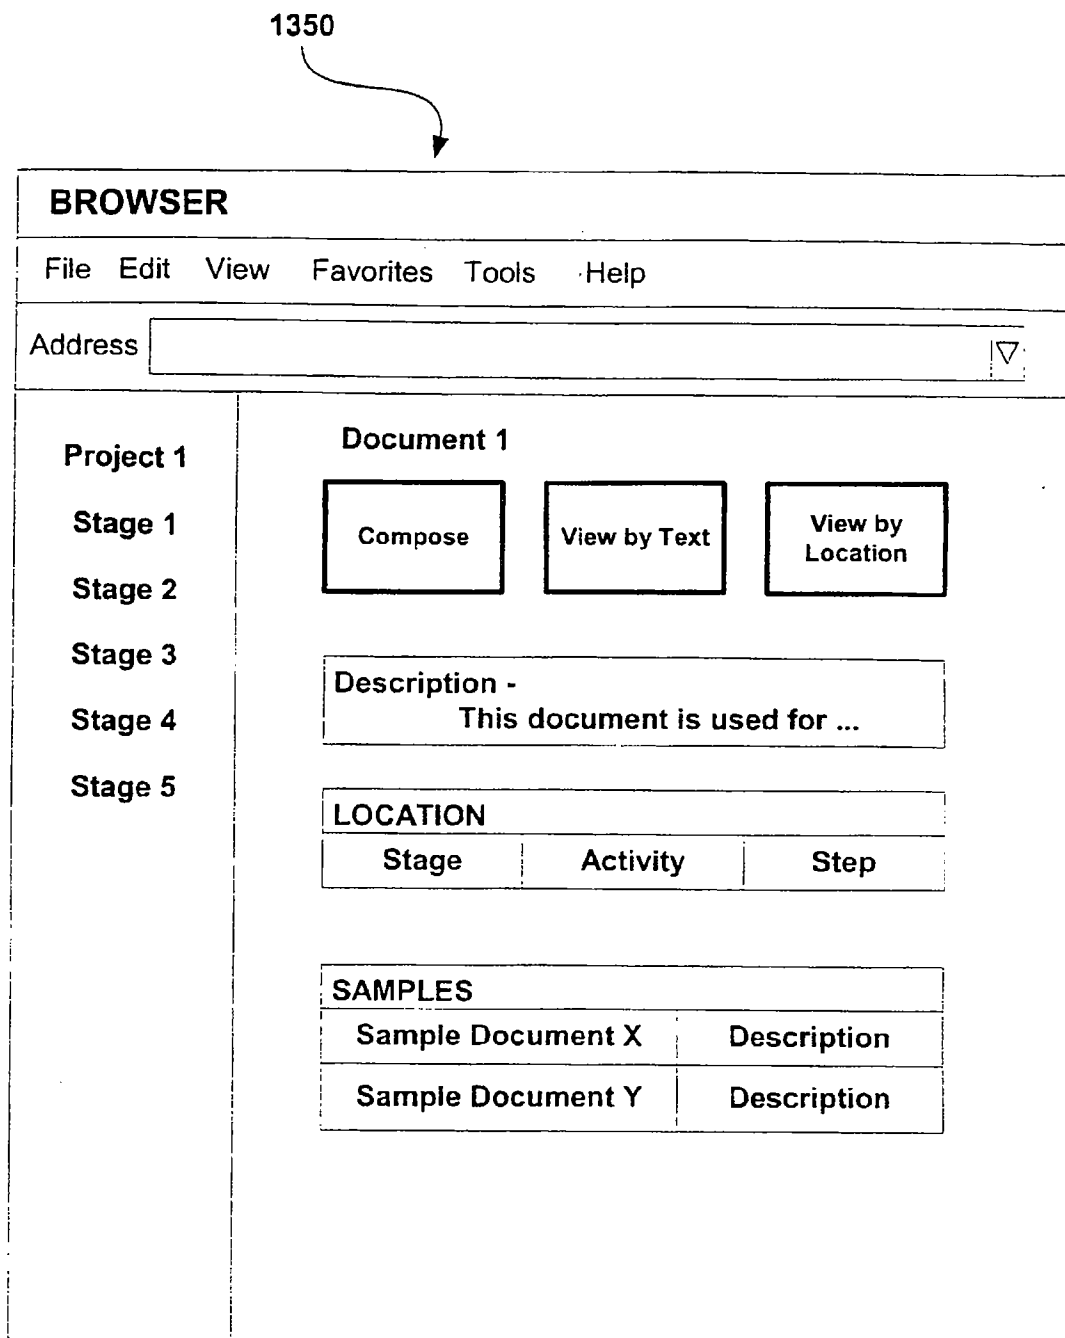 1350
BROWSER
File Edit View Favorites Tools Help
Address
Project 1
Stage 1
Stage 2
Stage 3
Stage 4
Stage 5
Document 1
Compose
View by Text
View by
Location
Description -
This document is used for ...
LOCATION
Stage Activity Step
SAMPLES
Sample Document X Description
Sample Document Y Description